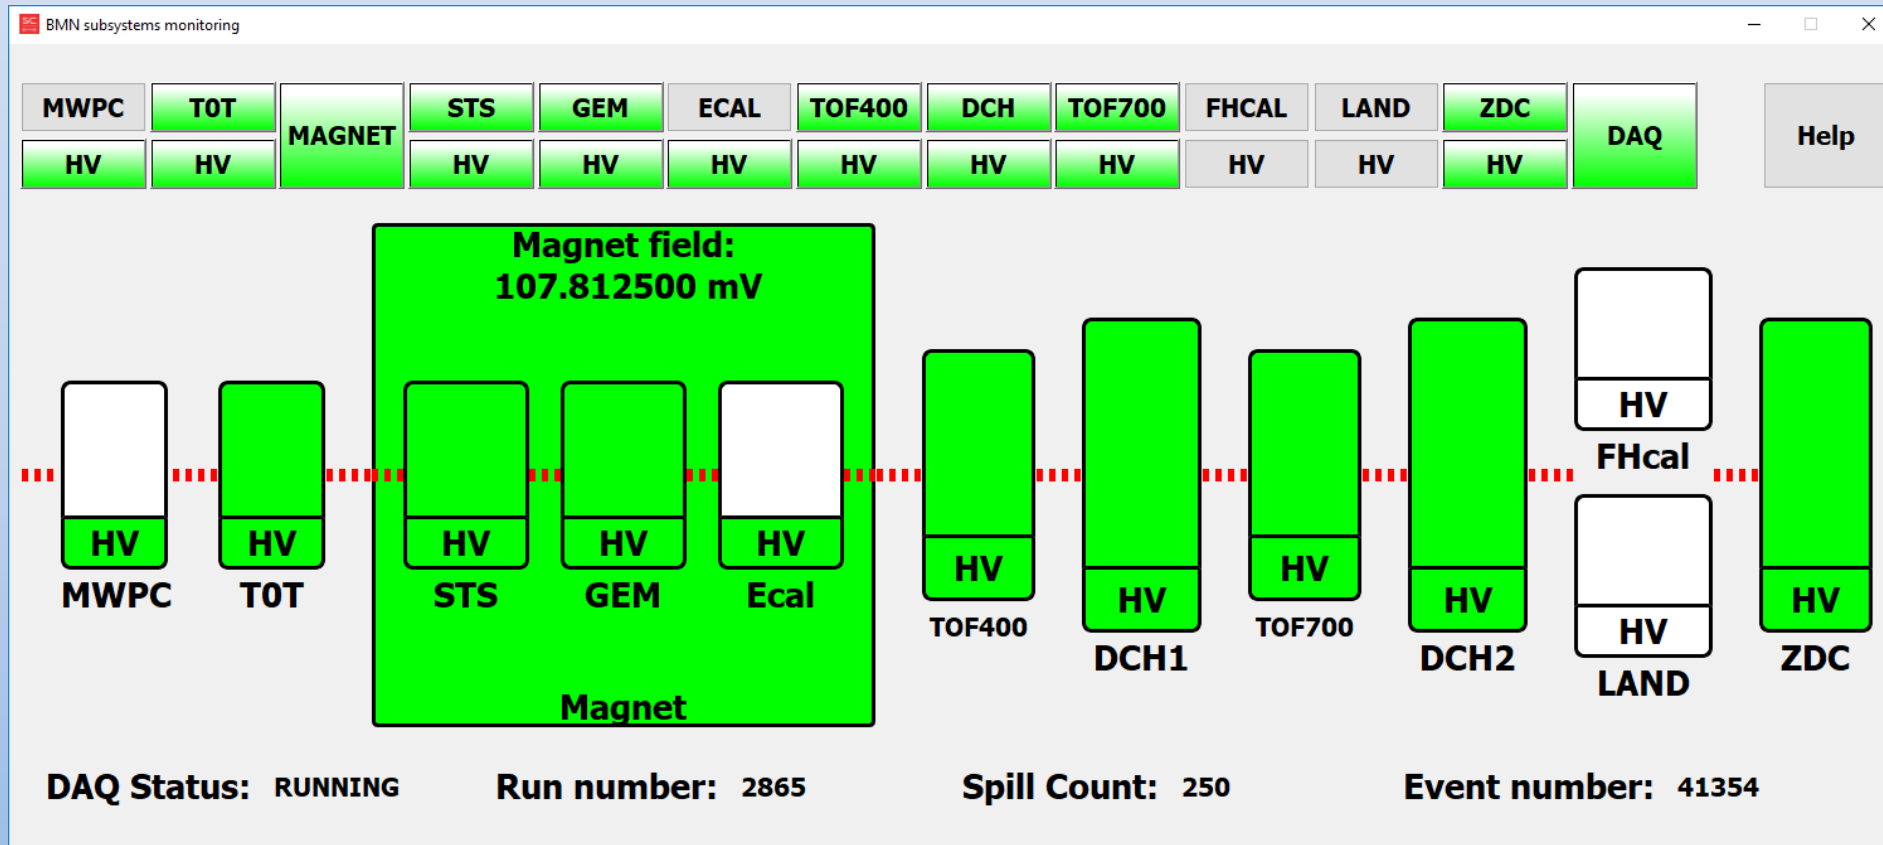 SC
BMN subsystems monitoring
MWPC T0T MAGNET STS GEM ECAL TOF400 DCH TOF700 FHCAL LAND ZDC DAQ Help
HV HV HV HV HV HV HV HV HV HV HV
Magnet field:
107.812500 mV
HV HV HV HV HV HV HV HV HV HV HV HV
MWPC T0T STS GEM Ecal TOF400 DCH1 TOF700 DCH2 FHcal LAND ZDC
Magnet
DAQ Status: RUNNING Run number: 2865 Spill Count: 250 Event number: 41354